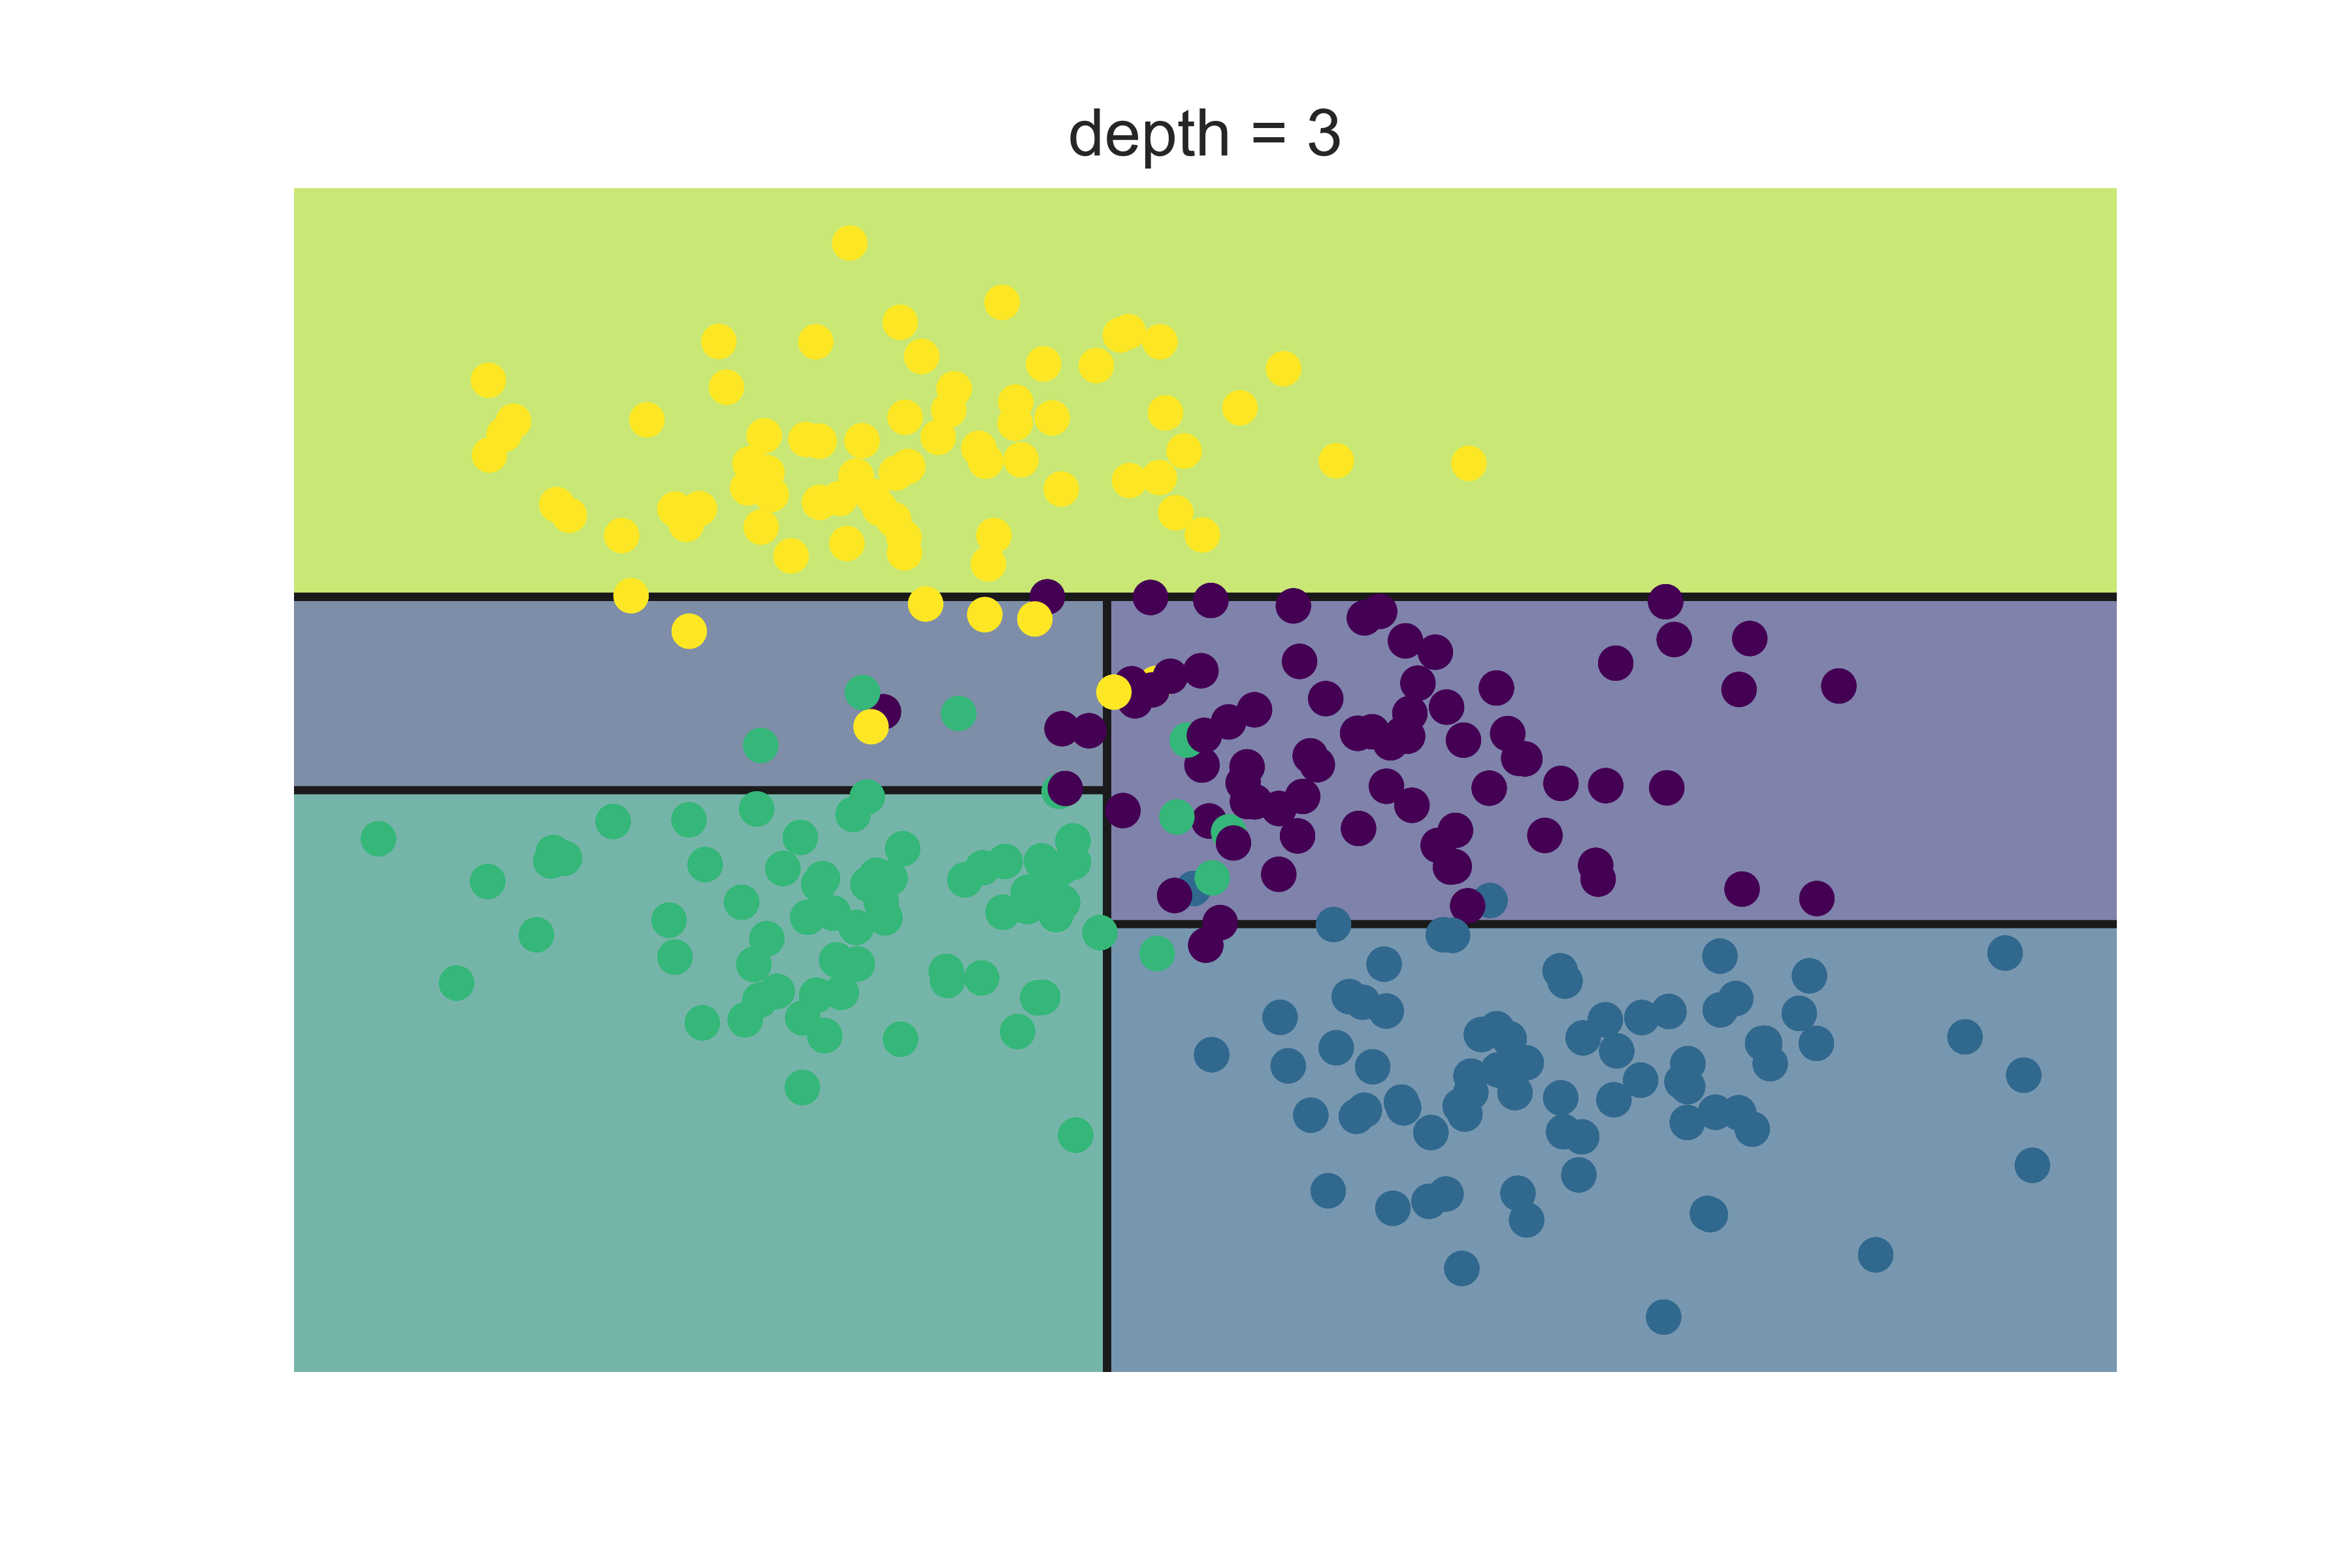 depth = 3